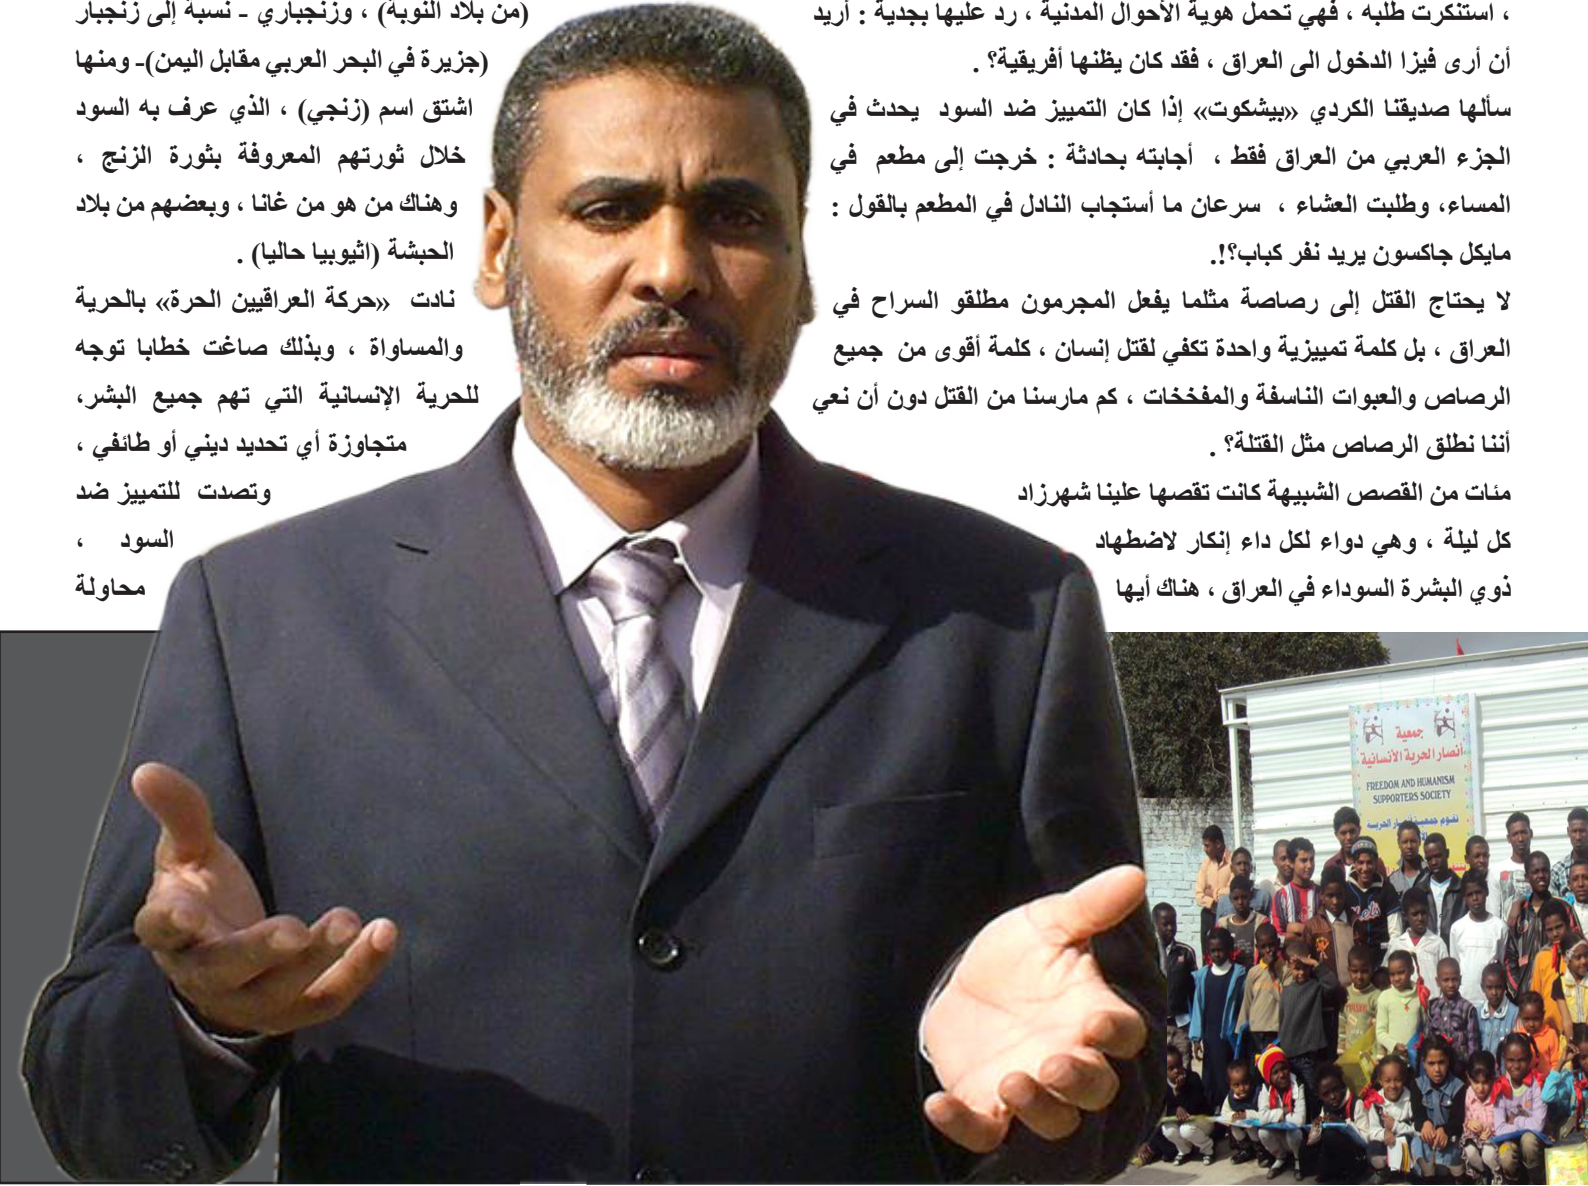 ، استنكرت طلبه ، فهي تحمل هوية الأحوال المدنية ، رد عليها بجدية : أريد
أن أرى فيزا الدخول الى العراق ، فقد كان يظنها أفريقية؟ .
سألها صديقنا الكردي «بيشكوت» إذا كان التمييز ضد السود يحدث في
الجزء العربي من العراق فقط ، أجابته بحادثة : خرجت إلى مطعم في
المساء، وطلبت العشاء ، سرعان ما أستجاب النادل في المطعم بالقول :
مايكل جاكسون يريد نفر كباب؟!.
لا يحتاج القتل إلى رصاصة مثلما يفعل المجرمون مطلقو السراح في
العراق ، بل كلمة تمييزية واحدة تكفي لقتل إنسان ، كلمة أقوى من جميع
الرصاص والعبوات الناسفة والمفخخات ، كم مارسنا من القتل دون أن نعي
أننا نطلق الرصاص مثل القتلة؟ .
مئات من القصص الشبيهة كانت تقصها علينا شهرزاد
كل ليلة ، وهي دواء لكل داء إنكار لاضطهاد
ذوي البشرة السوداء في العراق ، هناك أيها
(من بلاد النوبة) ، وزنجباري - نسبة إلى زنجبار
(جزيرة في البحر العربي مقابل اليمن)- ومنها
اشتق اسم (زنجي) ، الذي عرف به السود
خلال ثورتهم المعروفة بثورة الزنج ،
وهناك من هو من غانا ، وبعضهم من بلاد
الحبشة (اثيوبيا حاليا) .
نادت «حركة العراقيين الحرة» بالحرية
والمساواة ، وبذلك صاغت خطابا توجه
للحرية الإنسانية التي تهم جميع البشر،
متجاوزة أي تحديد ديني أو طائفي ،
وتصدت للتمييز ضد
السود ،
محاولة
جمعية
أنصار الحرية الأنسانية
FREEDOM AND HUMANISM
SUPPORTERS SOCIETY
تقوم جمعية أنصار الحرية